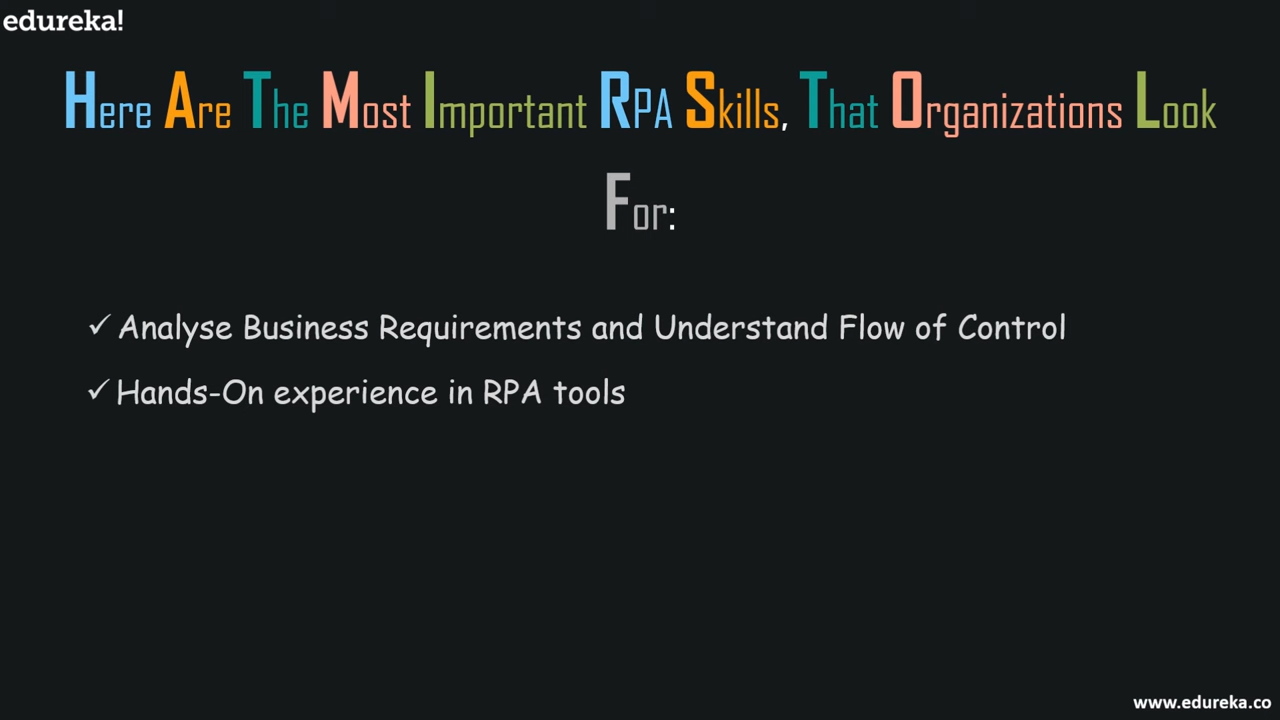 edureka!
Here Are The Most Important RPA Skills, That Organizations Look
For:
✓ Analyse Business Requirements and Understand Flow of Control
✓ Hands-On experience in RPA tools
www.edureka.co